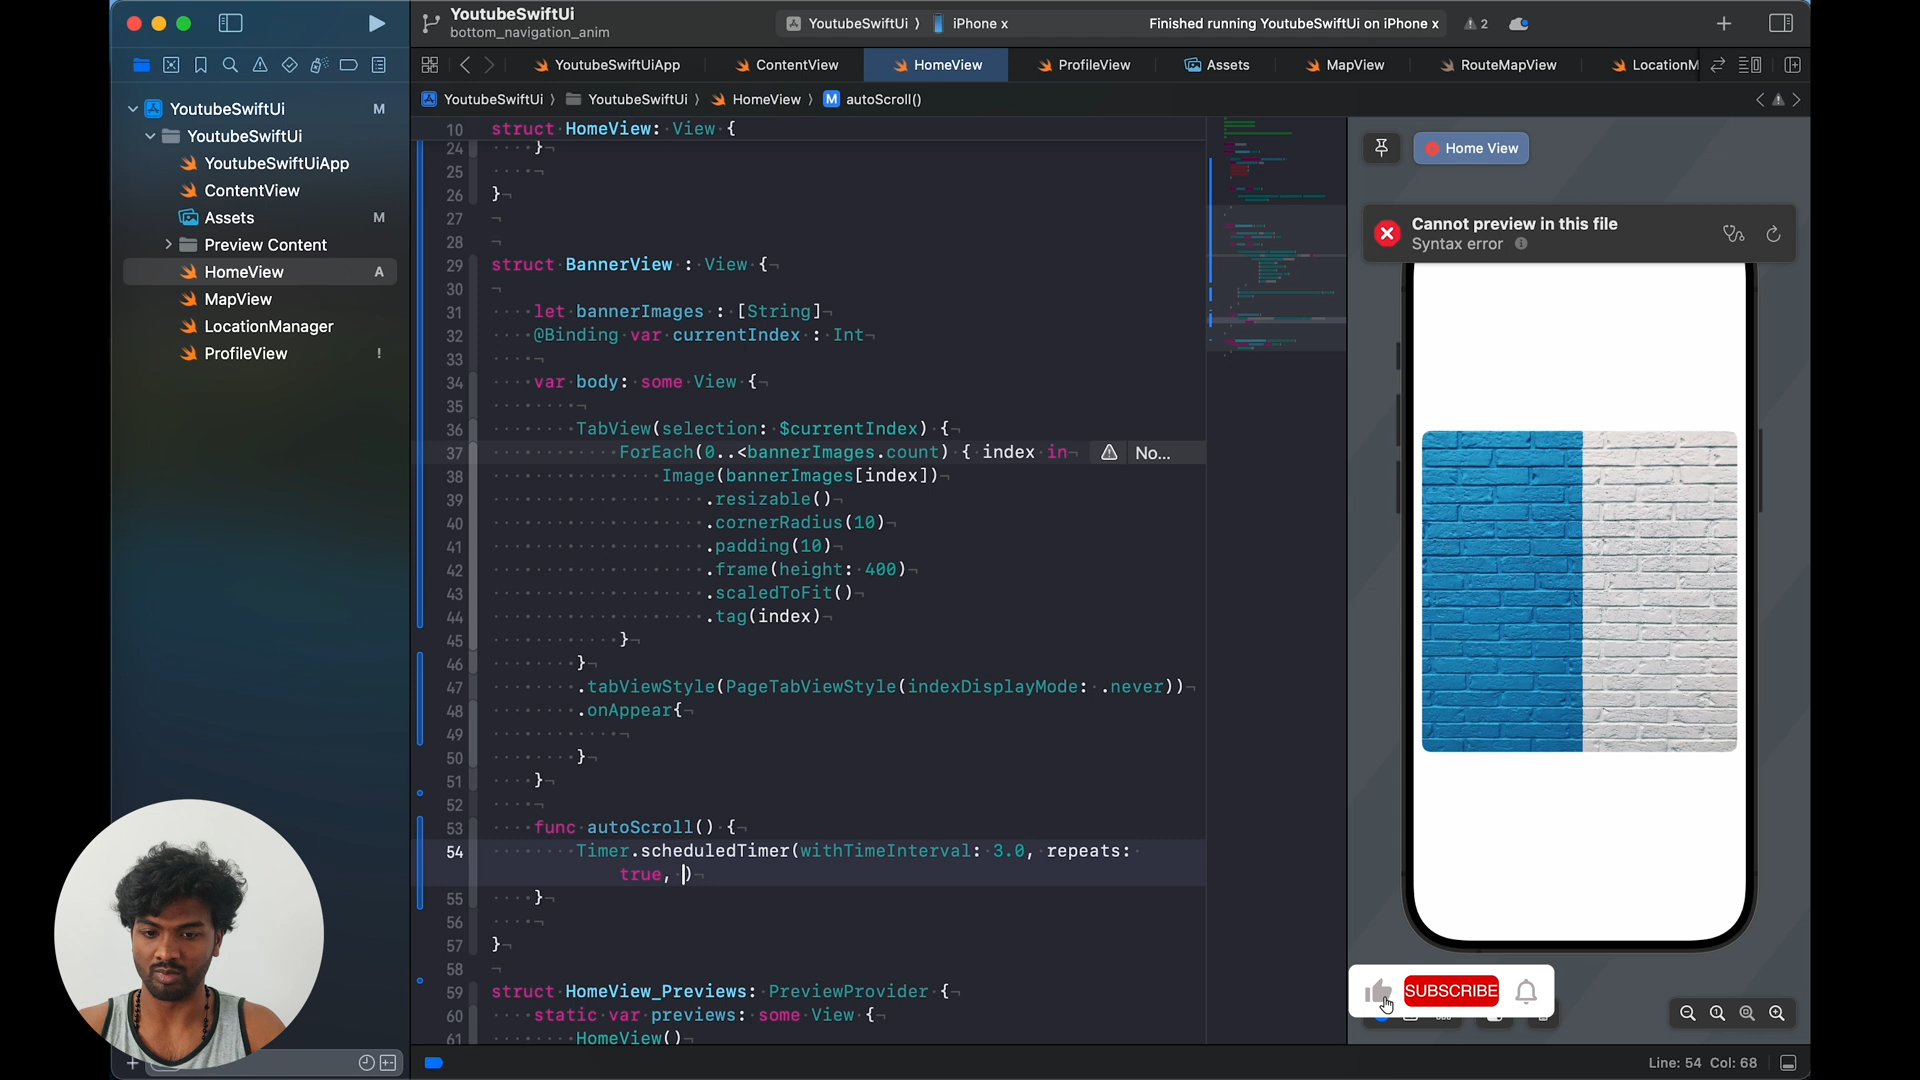 YoutubeSwiftUi
bottom_navigation_anim
YoutubeSwiftUi ⟩ iPhone x
Finished running YoutubeSwiftUi on iPhone x
2
YoutubeSwiftUiApp
ContentView
HomeView
ProfileView
Assets
MapView
RouteMapView
LocationM
YoutubeSwiftUi ⟩ YoutubeSwiftUi ⟩ HomeView ⟩ M autoScroll()
YoutubeSwiftUi M
YoutubeSwiftUi
YoutubeSwiftUiApp
ContentView
Assets M
Preview Content
HomeView A
MapView
LocationManager
ProfileView !
10 struct HomeView: View {
24 }
25
26 }
27
28
29 struct BannerView : View {
30
31 let bannerImages : [String]
32 @Binding var currentIndex : Int
33
34 var body: some View {
35
36 TabView(selection: $currentIndex) {
37 ForEach(0..<bannerImages.count) { index in No...
38 Image(bannerImages[index])
39 .resizable()
40 .cornerRadius(10)
41 .padding(10)
42 .frame(height: 400)
43 .scaledToFit()
44 .tag(index)
45 }
46 }
47 .tabViewStyle(PageTabViewStyle(indexDisplayMode: .never))
48 .onAppear{
49
50 }
51 }
52
53 func autoScroll() {
54 Timer.scheduledTimer(withTimeInterval: 3.0, repeats:
true, )
55 }
56
57 }
58
59 struct HomeView_Previews: PreviewProvider {
60 static var previews: some View {
61 HomeView()
Home View
Cannot preview in this file
Syntax error
SUBSCRIBE
Line: 54 Col: 68